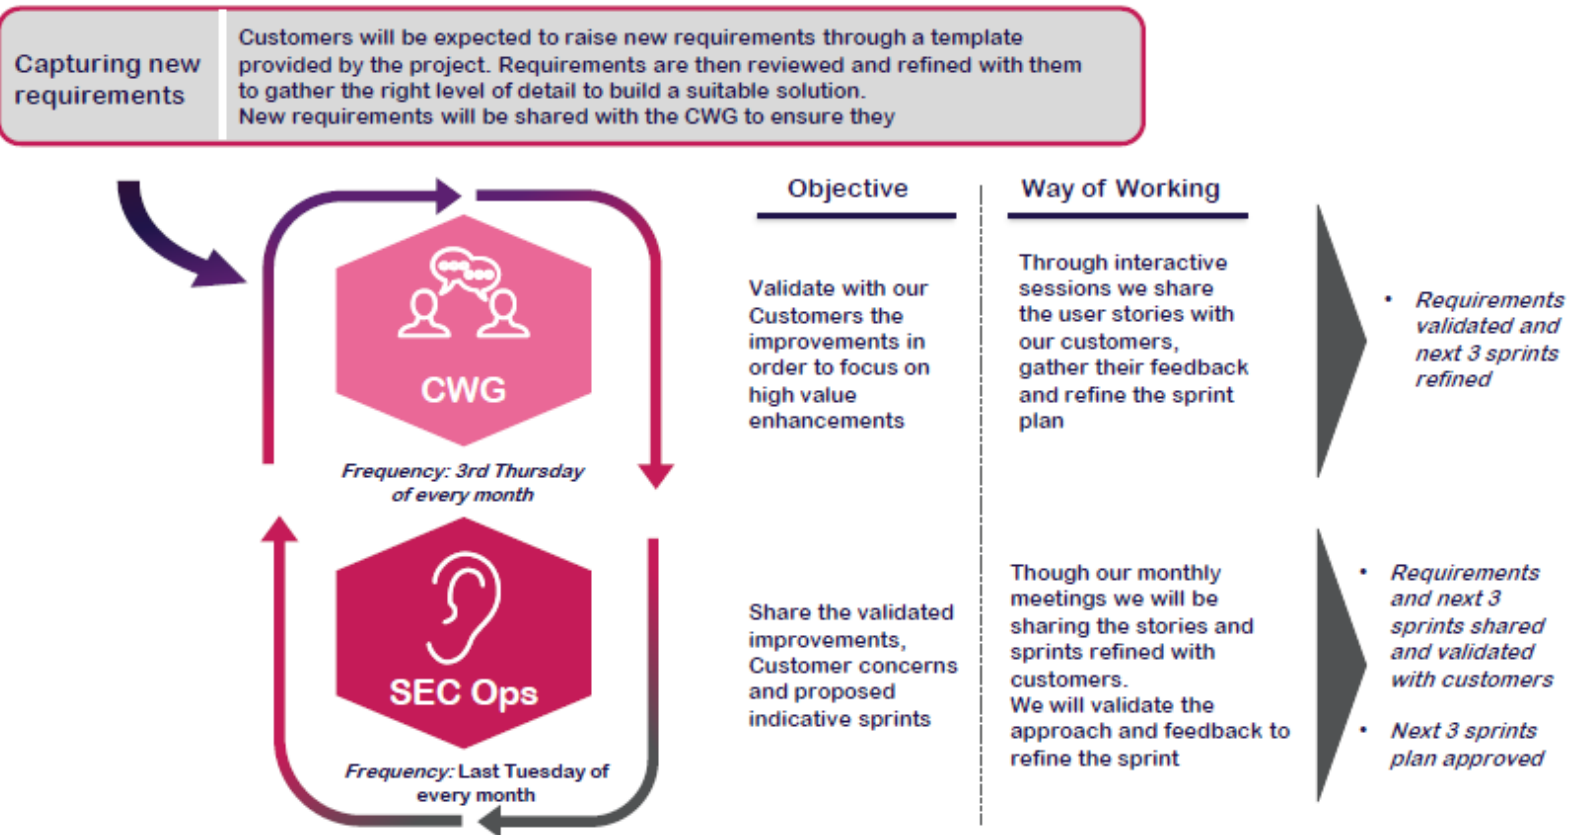 Capturing new
requirements
Customers will be expected to raise new requirements through a template
provided by the project. Requirements are then reviewed and refined with them
to gather the right level of detail to build a suitable solution.
New requirements will be shared with the CWG to ensure they
Objective
Way of Working
CWG
Frequency: 3rd Thursday
of every month
Validate with our
Customers the
improvements in
order to focus on
high value
enhancements
Through interactive
sessions we share
the user stories with
our customers,
gather their feedback
and refine the sprint
plan
• Requirements
validated and
next 3 sprints
refined
SEC Ops
Frequency: Last Tuesday of
every month
Share the validated
improvements,
Customer concerns
and proposed
indicative sprints
Though our monthly
meetings we will be
sharing the stories and
sprints refined with
customers.
We will validate the
approach and feedback to
refine the sprint
• Requirements
and next 3
sprints shared
and validated
with customers
• Next 3 sprints
plan approved